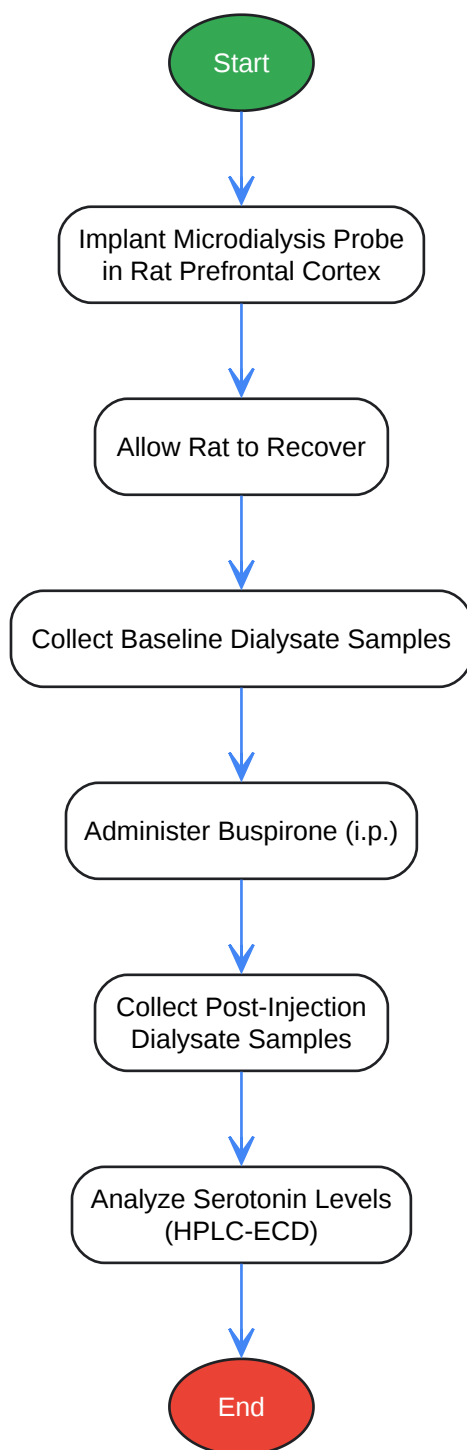 Start
Implant Microdialysis Probe
in Rat Prefrontal Cortex
Allow Rat to Recover
Collect Baseline Dialysate Samples
Administer Buspirone (i.p.)
Collect Post-Injection
Dialysate Samples
Analyze Serotonin Levels
(HPLC-ECD)
End